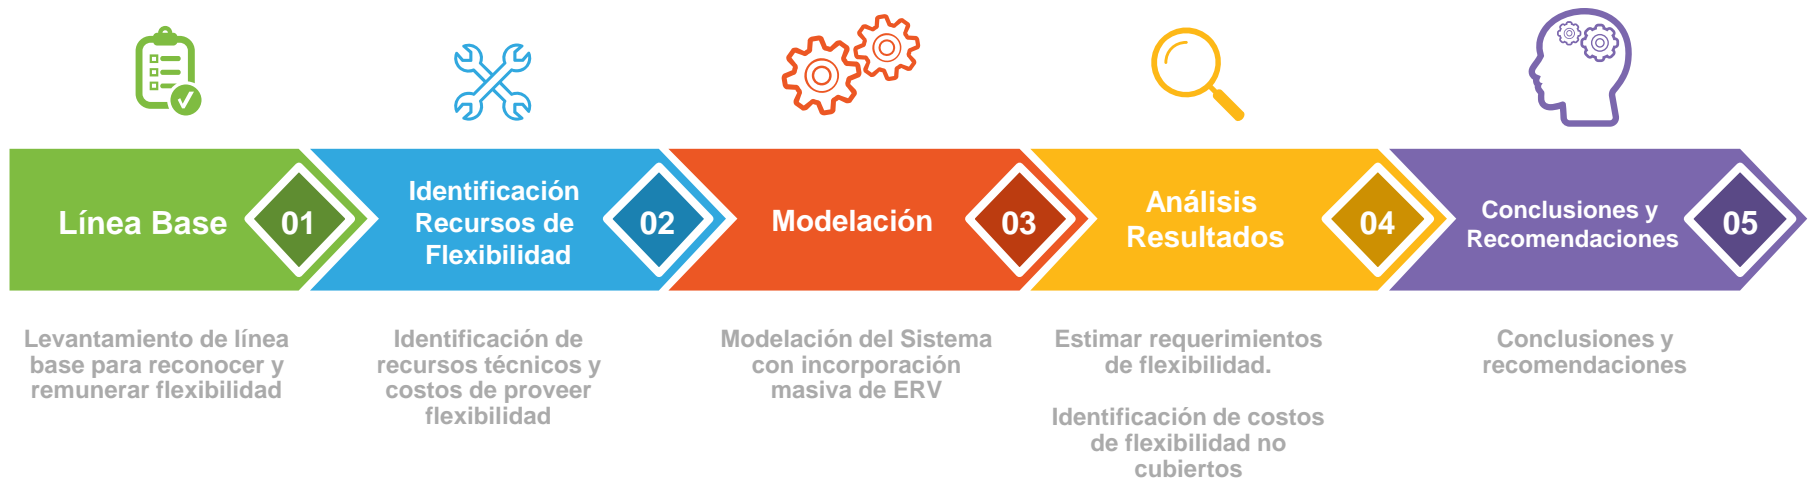 Línea Base
01
Identificación
Recursos de
Flexibilidad
02
Modelación
03
Análisis
Resultados
04
Conclusiones y
Recomendaciones
05
Levantamiento de línea
base para reconocer y
remunerar flexibilidad
Identificación de
recursos técnicos y
costos de proveer
flexibilidad
Modelación del Sistema
con incorporación
masiva de ERV
Estimar requerimientos
de flexibilidad.
Identificación de costos
de flexibilidad no
cubiertos
Conclusiones y
recomendaciones